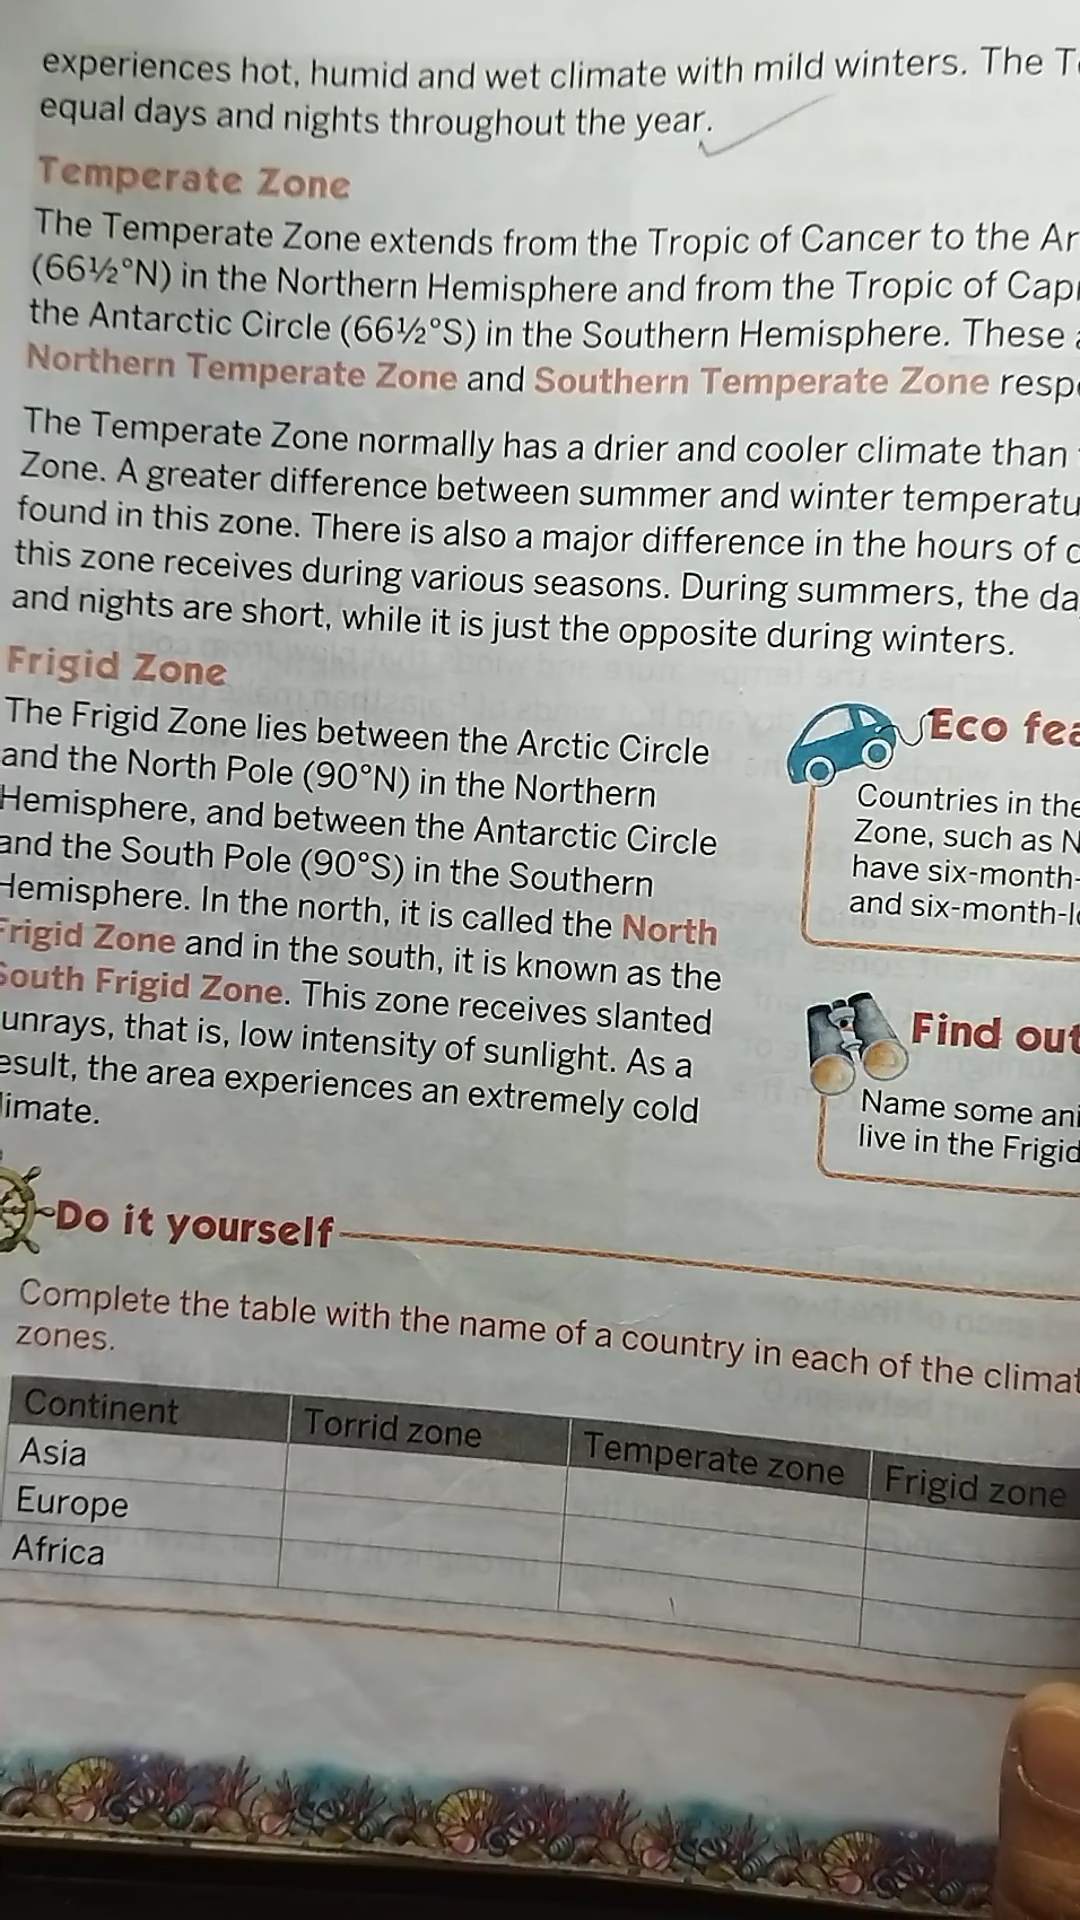 experiences hot, humid and wet climate with mild winters. The
equal days and nights throughout the year.
Temperate Zone
The Temperate Zone extends from the Tropic of Cancer to the
(66½°N) in the Northern Hemisphere and from the Tropic of
the Antarctic Circle (66½°S) in the Southern Hemisphere. These
Northern Temperate Zone and Southern Temperate Zone
The Temperate Zone normally has a drier and cooler climate than
Zone. A greater difference between summer and winter
found in this zone. There is also a major difference in the hours of
this zone receives during various seasons. During summers, the
and nights are short, while it is just the opposite during winters.
Frigid Zone
The Frigid Zone lies between the Arctic Circle
and the North Pole (90°N) in the Northern
Hemisphere, and between the Antarctic Circle
and the South Pole (90°S) in the Southern
Hemisphere. In the north, it is called the North
Frigid Zone and in the south, it is known as the
South Frigid Zone. This zone receives slanted
unrays, that is, low intensity of sunlight. As a
esult, the area experiences an extremely cold
limate.
Eco
Countries in the
Zone, such as
have six-month-
and
Find out
Name some
live in the Frigid
Do it yourself
Complete the table with the name of a country in each of the
zones.
Continent Torrid zone Temperate zone Frigid zone
Asia
Europe
Africa